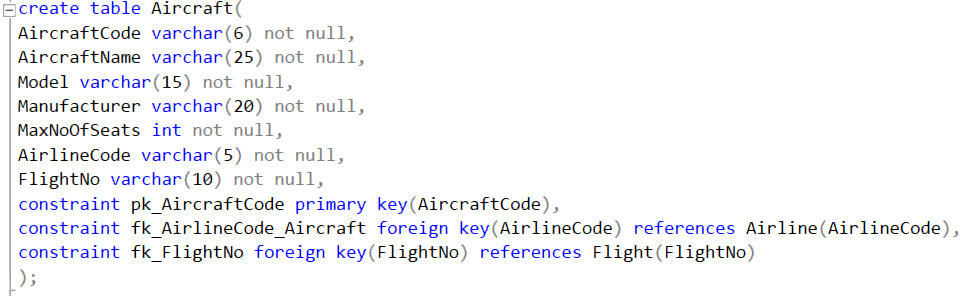 create table Aircraft(
AircraftCode varchar(6) not null,
AircraftName varchar(25) not null,
Model varchar(15) not null,
Manufacturer varchar(20) not null,
MaxNoOfSeats int not null,
AirlineCode varchar(5) not null,
FlightNo varchar(10) not null,
constraint pk_AircraftCode primary key(AircraftCode),
constraint fk_AirlineCode_Aircraft foreign key(AirlineCode) references Airline(AirlineCode),
constraint fk_FlightNo foreign key(FlightNo) references Flight(FlightNo)
);